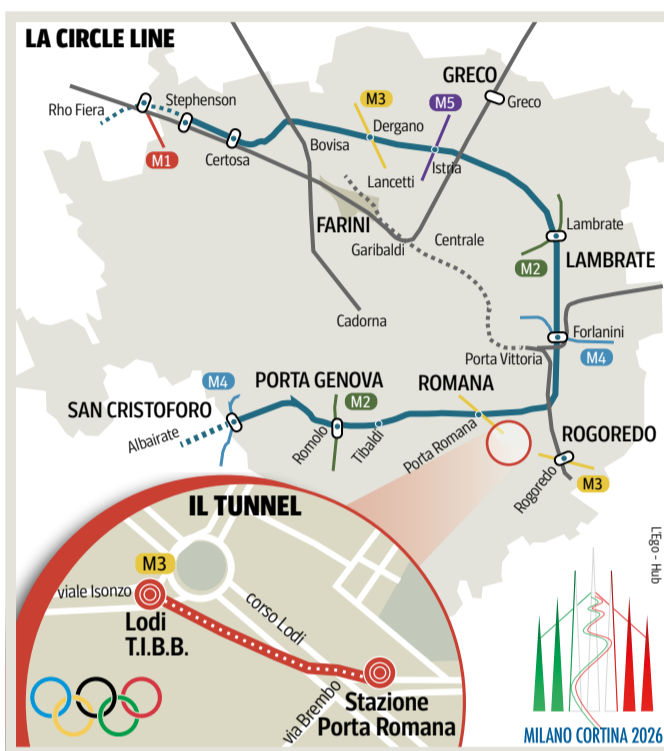 LA CIRCLE LINE
GRECO
Greco
M3
M5
Rho Fiera
Stephenson
Dergano
M1
Certosa
Bovisa
Istria
Lancetti
FARINI
Lambrate
Centrale
Garibaldi
M2
LAMBRATE
Cadorna
Forlanini
Porta Vittoria
M4
M4
PORTA GENOVA
ROMANA
SAN CRISTOFORO
M2
Albairate
Romolo
Tibaldi
Porta Romana
ROGOREDO
Rogoredo
M3
IL TUNNEL
M3
viale Isonzo
Lodi
T.I.B.B.
corso Lodi
via Brembo
Stazione
Porta Romana
L'Ego - Hub
MILANO CORTINA 2026